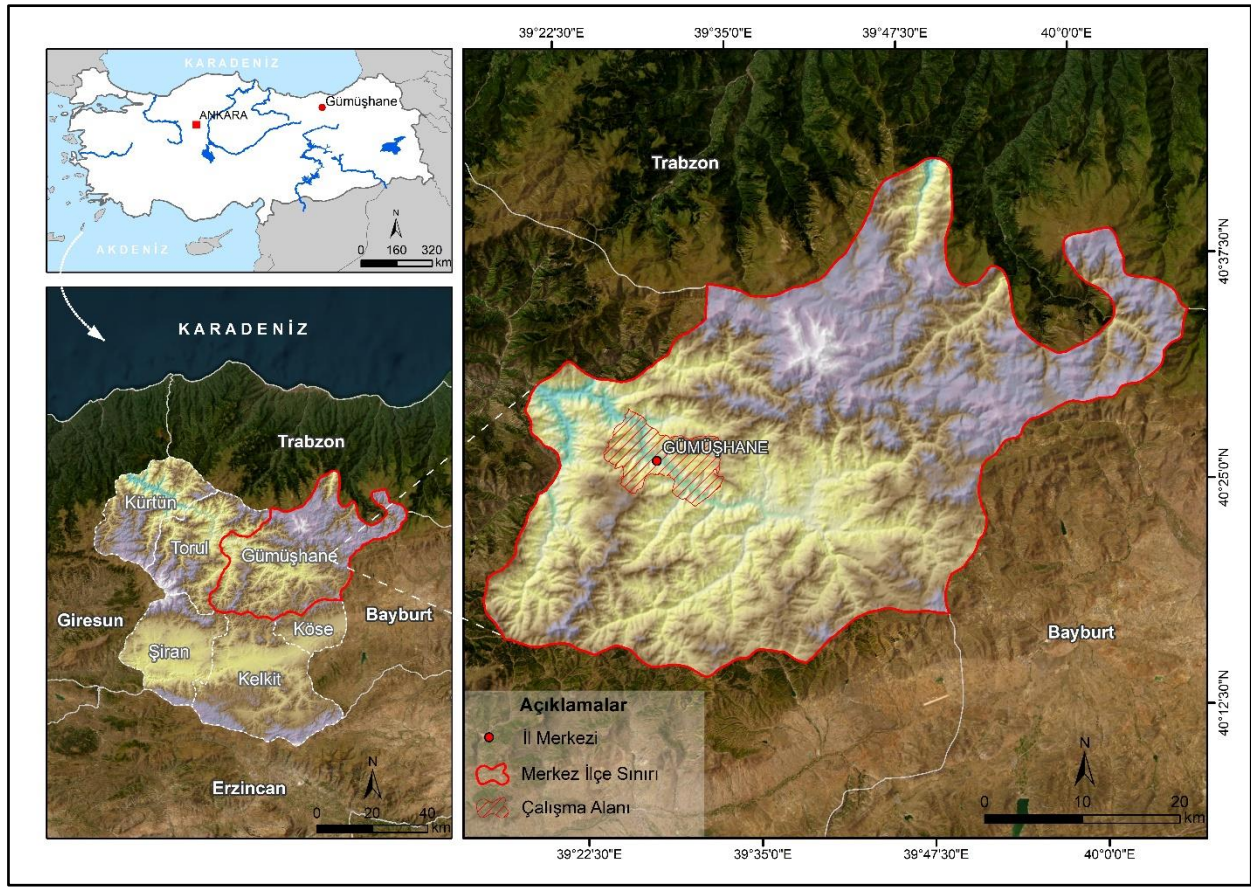 KARADENİZ
Gümüşhane
ANKARA
AKDENİZ
N
0 160 320
km
KARADENİZ
Trabzon
Kürtün
Torul
Gümüşhane
Giresun
Bayburt
Köse
Şiran
Kelkit
Erzincan
N
0 20 40
km
39°22'30"E 39°35'0"E 39°47'30"E 40°0'0"E
Trabzon
40°37'30"N
GÜMÜŞHANE
40°25'0"N
Bayburt
40°12'30"N
Açıklamalar
İl Merkezi
Merkez İlçe Sınırı
Çalışma Alanı
N
0 10 20
km
39°22'30"E 39°35'0"E 39°47'30"E 40°0'0"E